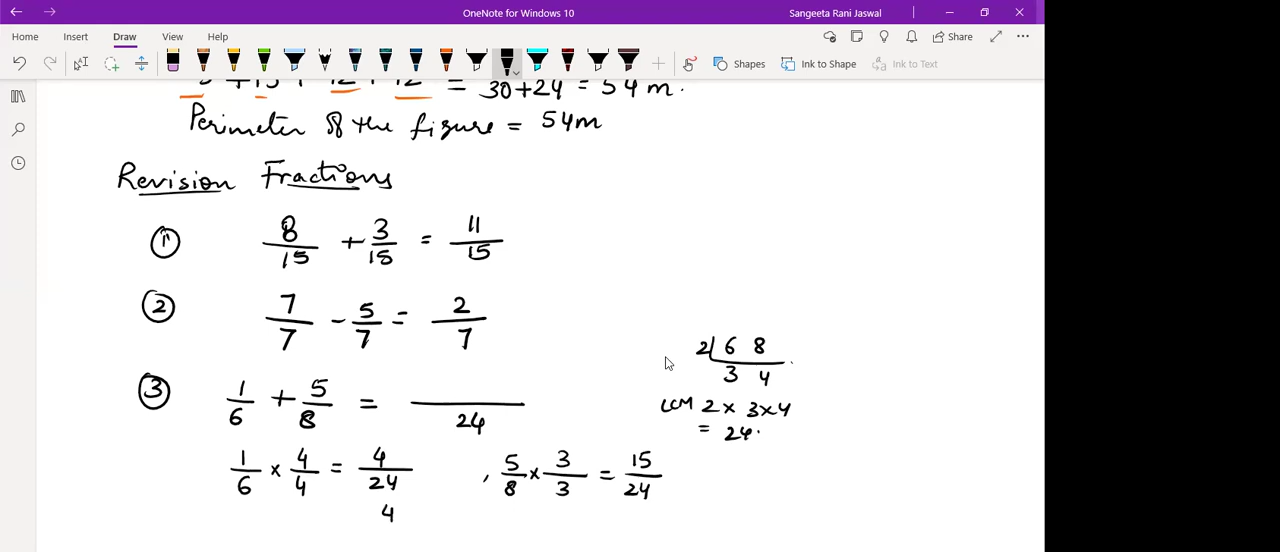 OneNote for Windows 10
Sangeeta Rani Jaswal
Home Insert Draw View Help
Share
Shapes Ink to Shape Ink to Text
= 30+24 = 54 m.
Perimeter of the figure = 54m
Revision Fractions
① 8/15 + 3/15 = 11/15
② 7/7 - 5/7 = 2/7
2 | 6 8
3 4
③ 1/6 + 5/8 = /24
LCM 2 x 3 x 4
= 24.
1/6 x 4/4 = 4/24 , 5/8 x 3/3 = 15/24
4